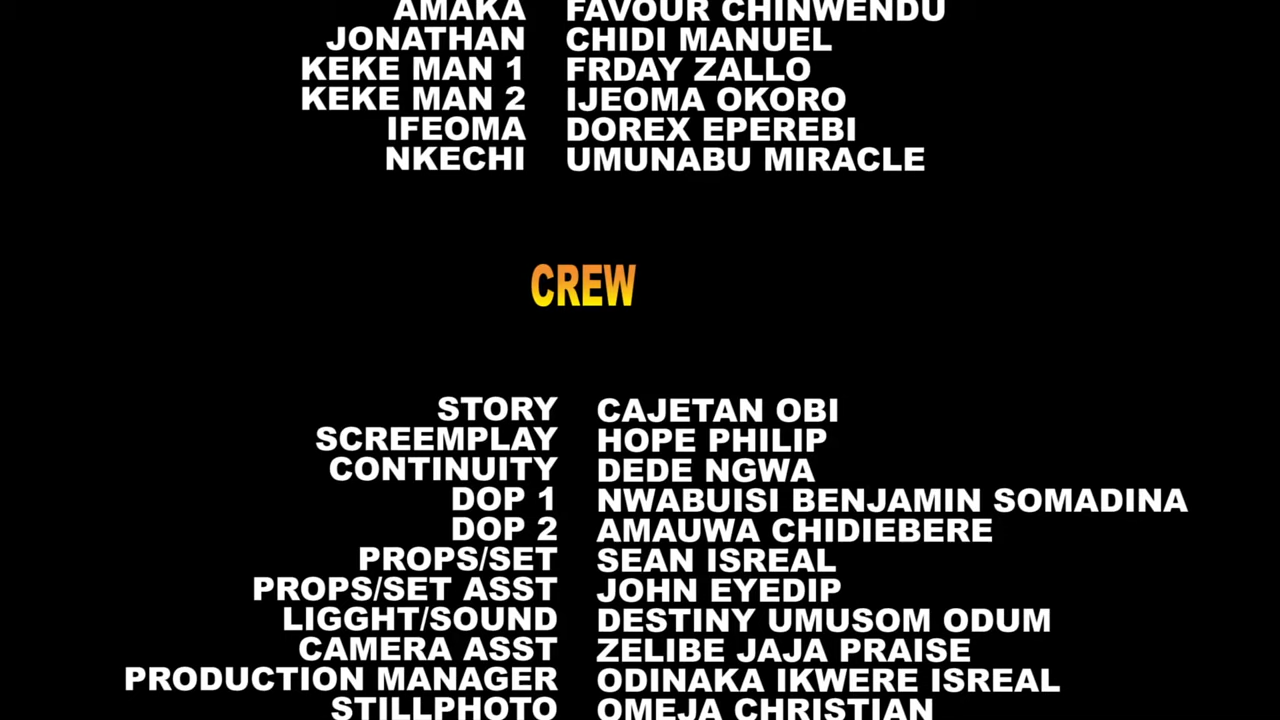 AMAKA FAVOUR CHINWENDU
JONATHAN CHIDI MANUEL
KEKE MAN 1 FRDAY ZALLO
KEKE MAN 2 IJEOMA OKORO
IFEOMA DOREX EPEREBI
NKECHI UMUNABU MIRACLE
CREW
STORY CAJETAN OBI
SCREEMPLAY HOPE PHILIP
CONTINUITY DEDE NGWA
DOP 1 NWABUISI BENJAMIN SOMADINA
DOP 2 AMAUWA CHIDIEBERE
PROPS/SET SEAN ISREAL
PROPS/SET ASST JOHN EYEDIP
LIGGHT/SOUND DESTINY UMUSOM ODUM
CAMERA ASST ZELIBE JAJA PRAISE
PRODUCTION MANAGER ODINAKA IKWERE ISREAL
STILLPHOTO OMEJA CHRISTIAN